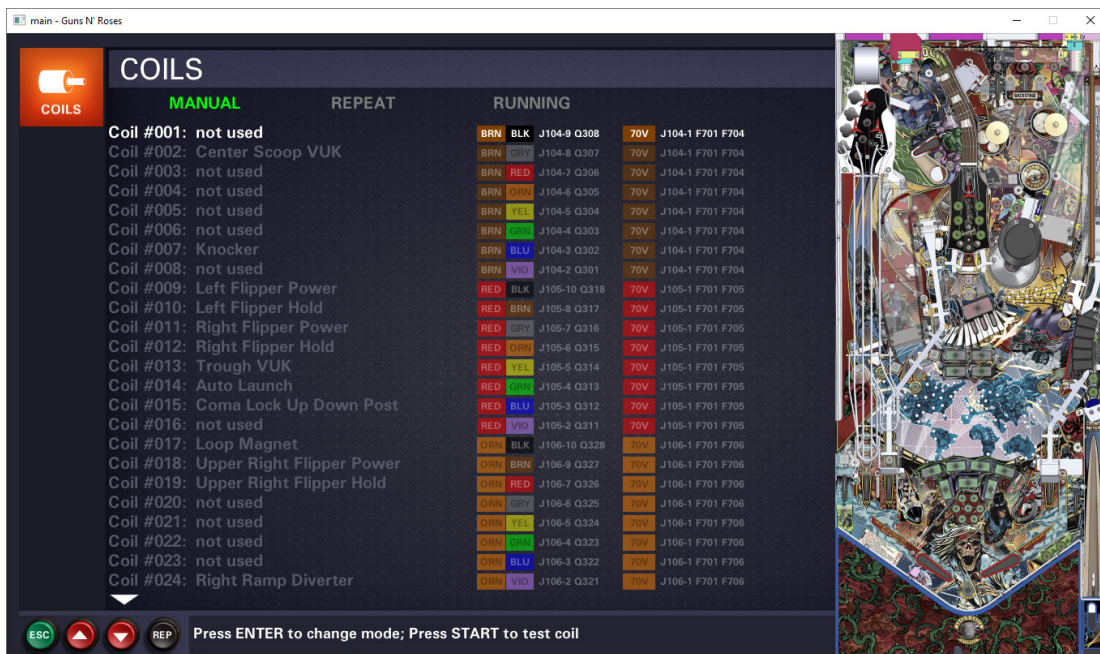 main - Guns N' Roses
COILS
COILS
MANUAL REPEAT RUNNING
Coil #001: not used BRN BLK J104-9 Q308 70V J104-1 F701 F704
Coil #002: Center Scoop VUK BRN GRY J104-8 Q307 70V J104-1 F701 F704
Coil #003: not used BRN RED J104-7 Q306 70V J104-1 F701 F704
Coil #004: not used BRN ORN J104-6 Q305 70V J104-1 F701 F704
Coil #005: not used BRN YEL J104-5 Q304 70V J104-1 F701 F704
Coil #006: not used BRN GRN J104-4 Q303 70V J104-1 F701 F704
Coil #007: Knocker BRN BLU J104-3 Q302 70V J104-1 F701 F704
Coil #008: not used BRN VIO J104-2 Q301 70V J104-1 F701 F704
Coil #009: Left Flipper Power RED BLK J105-10 Q318 70V J105-1 F701 F705
Coil #010: Left Flipper Hold RED BRN J105-8 Q317 70V J105-1 F701 F705
Coil #011: Right Flipper Power RED GRY J105-7 Q316 70V J105-1 F701 F705
Coil #012: Right Flipper Hold RED ORN J105-6 Q315 70V J105-1 F701 F705
Coil #013: Trough VUK RED YEL J105-5 Q314 70V J105-1 F701 F705
Coil #014: Auto Launch RED GRN J105-4 Q313 70V J105-1 F701 F705
Coil #015: Coma Lock Up Down Post RED BLU J105-3 Q312 70V J105-1 F701 F705
Coil #016: not used RED VIO J105-2 Q311 70V J105-1 F701 F705
Coil #017: Loop Magnet ORN BLK J106-10 Q328 70V J106-1 F701 F706
Coil #018: Upper Right Flipper Power ORN BRN J106-9 Q327 70V J106-1 F701 F706
Coil #019: Upper Right Flipper Hold ORN RED J106-7 Q326 70V J106-1 F701 F706
Coil #020: not used ORN GRY J106-6 Q325 70V J106-1 F701 F706
Coil #021: not used ORN YEL J106-5 Q324 70V J106-1 F701 F706
Coil #022: not used ORN GRN J106-4 Q323 70V J106-1 F701 F706
Coil #023: not used ORN BLU J106-3 Q322 70V J106-1 F701 F706
Coil #024: Right Ramp Diverter ORN VIO J106-2 Q321 70V J106-1 F701 F706
ESC REP Press ENTER to change mode; Press START to test coil
BACKSTAGE